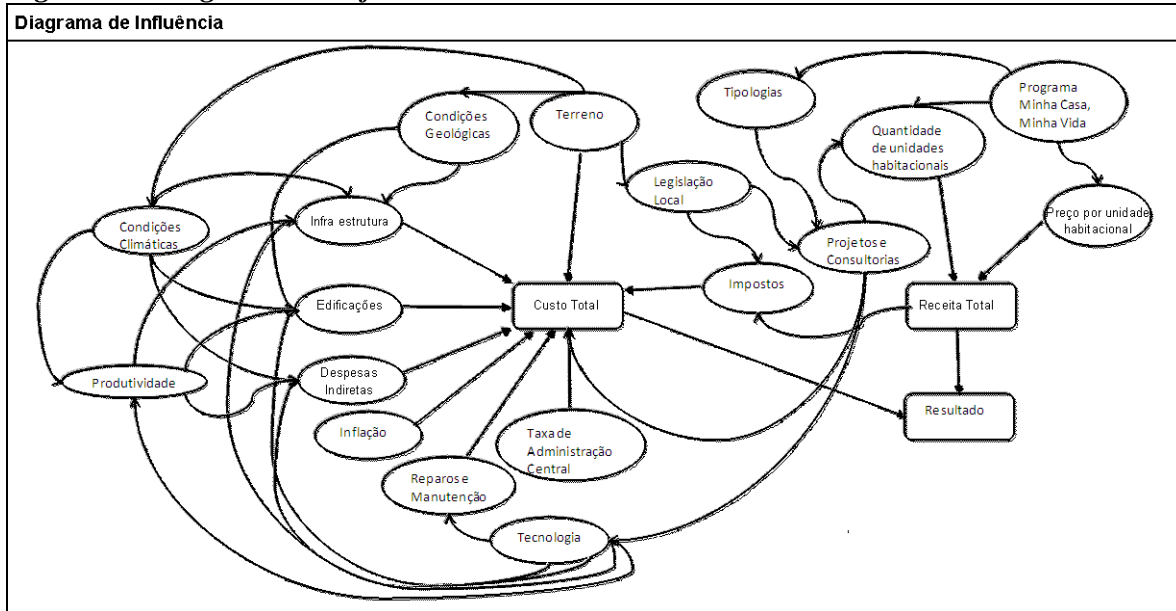 Diagrama de Influência
Tipologias
Programa
Minha Casa,
Minha Vida
Condições
Geológicas
Terreno
Quantidade
de unidades
habitacionais
Legislação
Local
Condições
Climáticas
Infra estrutura
Preço por unidade
habitacional
Projetos e
Consultorias
Impostos
Edificações
Custo Total
Receita Total
Produtividade
Despesas
Indiretas
Resultado
Inflação
Taxa de
Administração
Central
Reparos e
Manutenção
Tecnologia